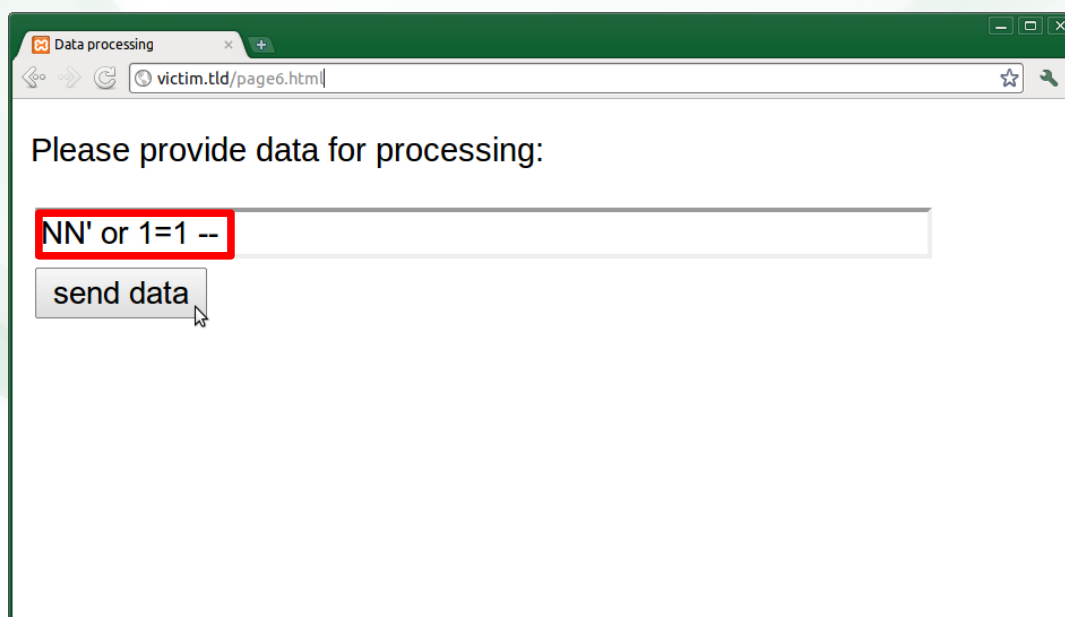 Data processing
victim.tld/page6.html
Please provide data for processing:
NN' or 1=1 --
send data